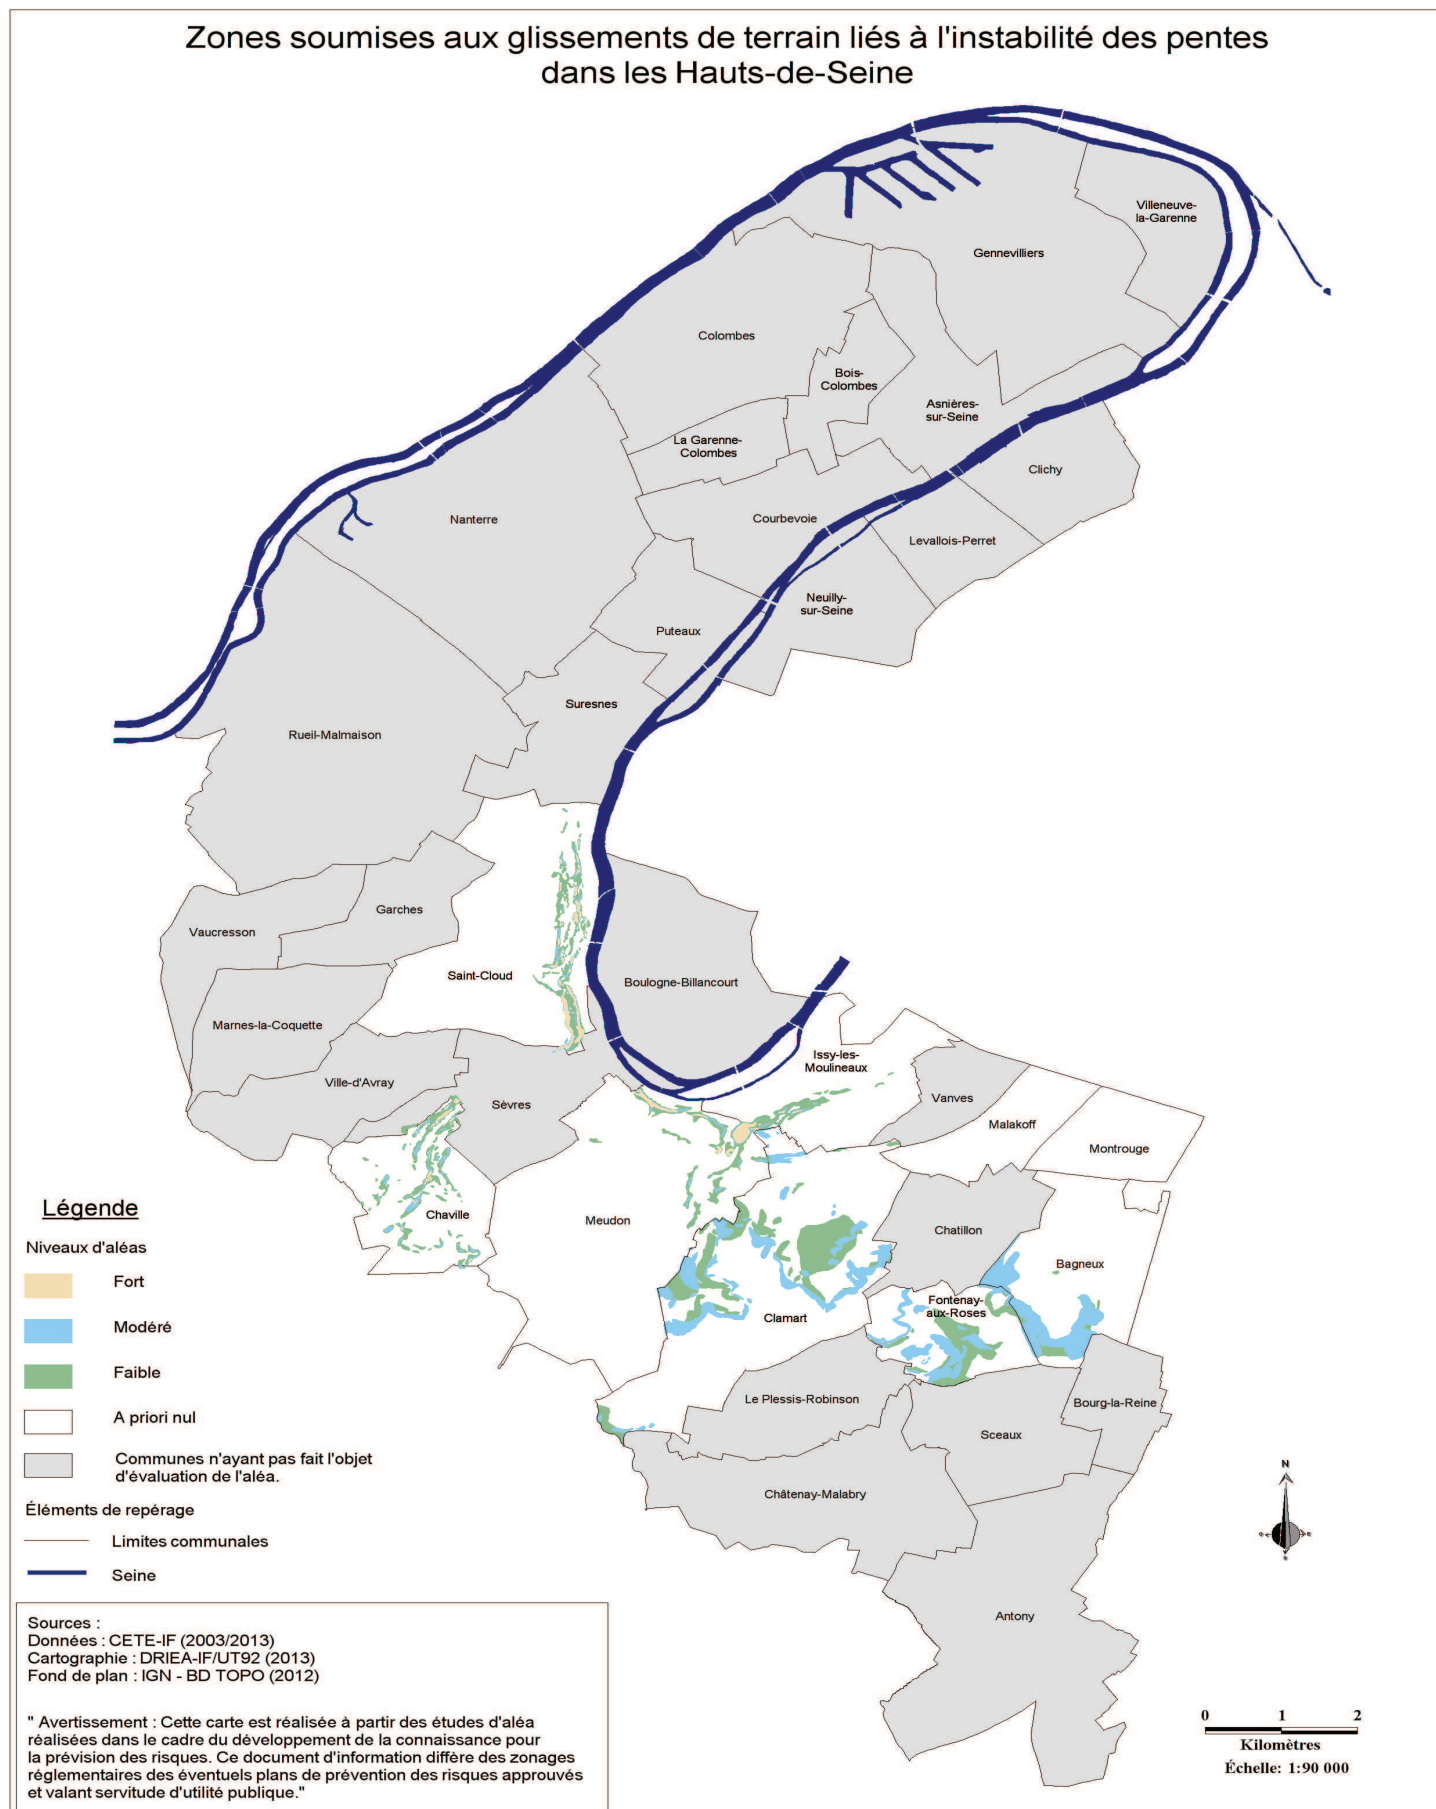 Zones soumises aux glissements de terrain liés à l'instabilité des pentes
dans les Hauts-de-Seine
Villeneuve-
la-Garenne
Gennevilliers
Colombes
Bois-
Colombes
Asnières-
sur-Seine
La Garenne-
Colombes
Clichy
Nanterre
Courbevoie
Levallois-Perret
Neuilly-
sur-Seine
Puteaux
Suresnes
Rueil-Malmaison
Garches
Vaucresson
Saint-Cloud
Boulogne-Billancourt
Marnes-la-Coquette
Issy-les-
Moulineaux
Ville-d'Avray
Sèvres
Vanves
Malakoff
Montrouge
Chaville
Meudon
Chatillon
Bagneux
Fontenay-
aux-Roses
Clamart
Le Plessis-Robinson
Bourg-la-Reine
Sceaux
Châtenay-Malabry
Antony
Légende
Niveaux d'aléas
Fort
Modéré
Faible
A priori nul
Communes n'ayant pas fait l'objet
d'évaluation de l'aléa.
Éléments de repérage
Limites communales
Seine
Sources :
Données : CETE-IF (2003/2013)
Cartographie : DRIEA-IF/UT92 (2013)
Fond de plan : IGN - BD TOPO (2012)
" Avertissement : Cette carte est réalisée à partir des études d'aléa
réalisées dans le cadre du développement de la connaissance pour
la prévision des risques. Ce document d'information diffère des zonages
réglementaires des éventuels plans de prévention des risques approuvés
et valant servitude d'utilité publique."
N
0 1 2
Kilomètres
Échelle: 1:90 000